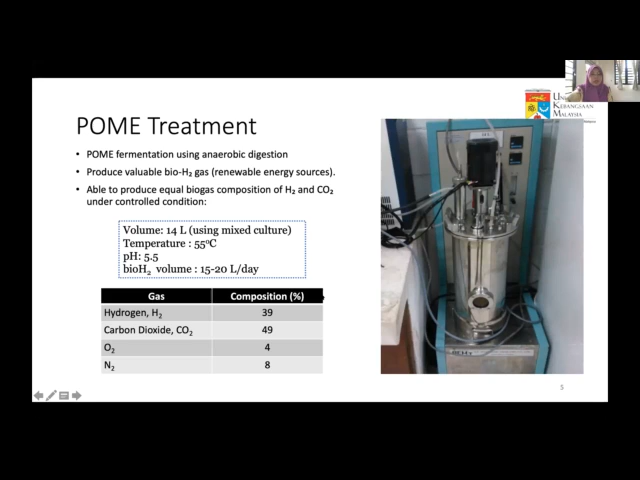 UNIVERSITI
KEBANGSAAN
MALAYSIA
POME Treatment
• POME fermentation using anaerobic digestion
• Produce valuable bio-H₂ gas (renewable energy sources).
• Able to produce equal biogas composition of H₂ and CO₂
under controlled condition:
Volume: 14 L (using mixed culture)
Temperature : 55⁰C
pH: 5.5
bioH₂ volume : 15-20 L/day
Gas Composition (%)
Hydrogen, H₂ 39
Carbon Dioxide, CO₂ 49
O₂ 4
N₂ 8
5